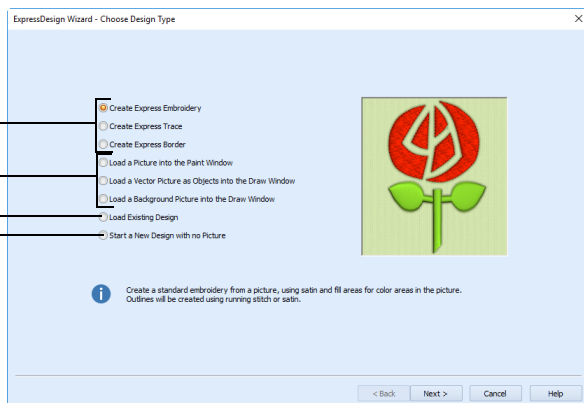 ExpressDesign Wizard - Choose Design Type
Create Express Embroidery
Create Express Trace
Create Express Border
Load a Picture into the Paint Window
Load a Vector Picture as Objects into the Draw Window
Load a Background Picture into the Draw Window
Load Existing Design
Start a New Design with no Picture
Create a standard embroidery from a picture, using satin and fill areas for color areas in the picture.
Outlines will be created using running stitch or satin.
< Back Next > Cancel Help